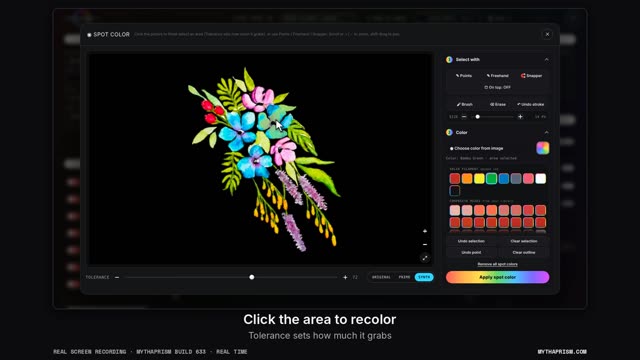 SPOT COLOR
Select with
Points
Freehand
Snapper
On top: OFF
Brush
Erase
Undo stroke
SIZE
14 PX
Color
Choose color from image
Undo selection
Clear selection
Undo point
Clear outline
Remove all spot colors
Apply spot color
TOLERANCE
72
ORIGINAL
Click the area to recolor
Tolerance sets how much it grabs
REAL SCREEN RECORDING · MYTHAPRISM BUILD 633 · REAL TIME
MYTHAPRISM.COM